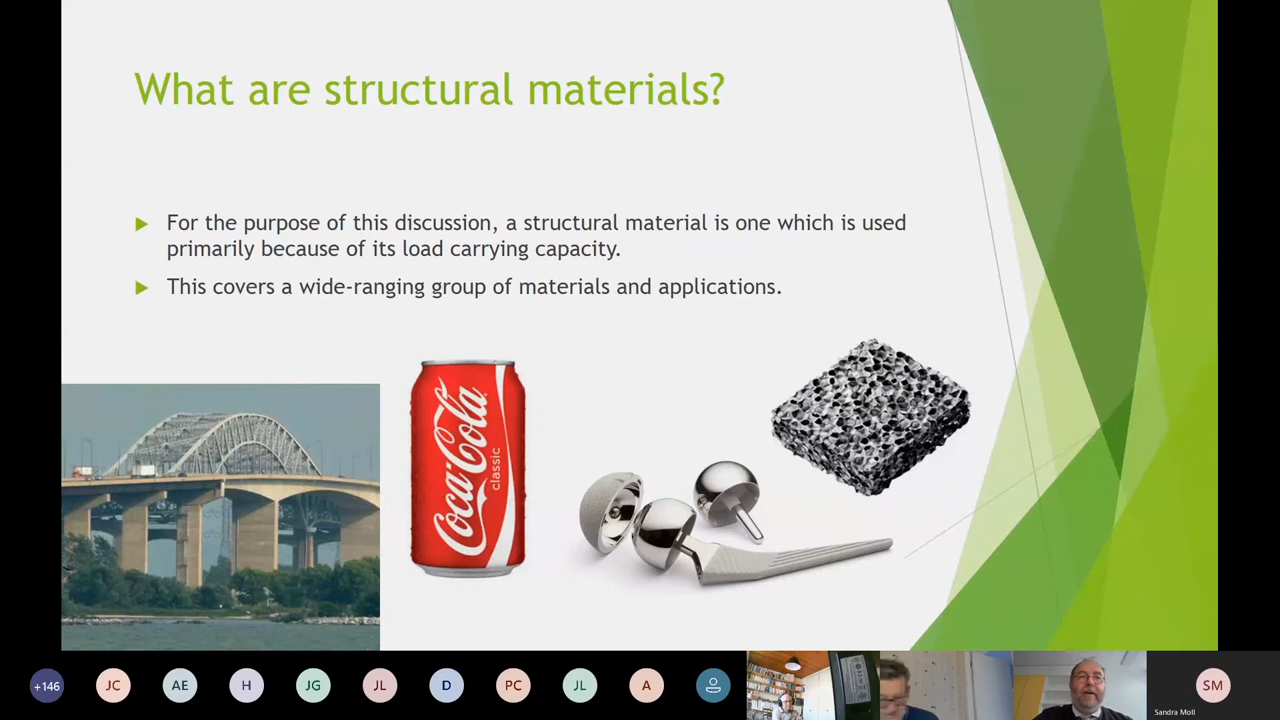 What are structural materials?
For the purpose of this discussion, a structural material is one which is used
primarily because of its load carrying capacity.
This covers a wide-ranging group of materials and applications.
Coca-Cola
classic
+146
JC
AE
H
JG
JL
D
PC
JL
A
SM
Sandra Moll